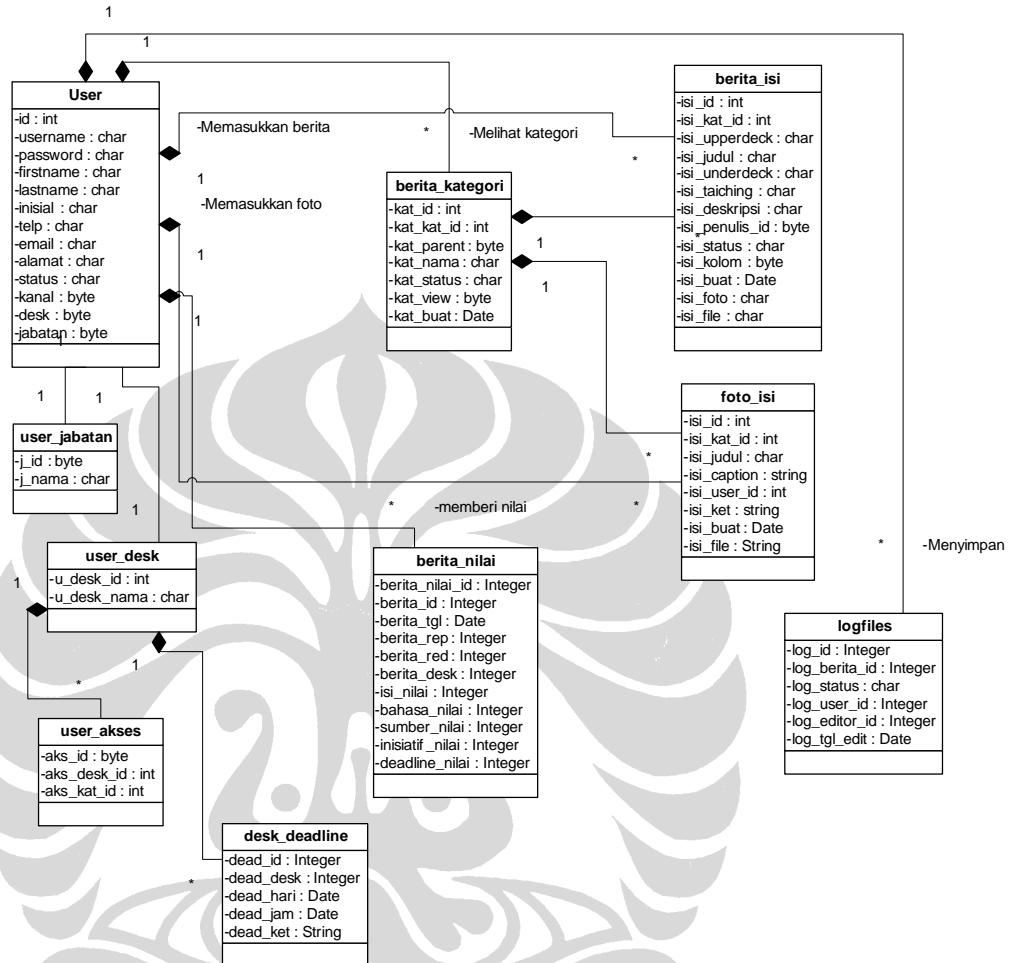 1
1
User
-id : int
-username : char
-password : char
-firstname : char
-lastname : char
-inisial : char
-telp : char
-email : char
-alamat : char
-status : char
-kanal : byte
-desk : byte
-jabatan : byte
1
-Memasukkan berita
1
-Memasukkan foto
1
1
*
-Melihat kategori
*
berita_isi
-isi_id : int
-isi_kat_id : int
-isi_upperdeck : char
-isi_judul : char
-isi_underdeck : char
-isi_taiching : char
-isi_deskripsi : char
-isi_penulis_id : byte
*
-isi_status : char
-isi_kolom : byte
-isi_buat : Date
-isi_foto : char
-isi_file : char
berita_kategori
-kat_id : int
-kat_kat_id : int
-kat_parent : byte
-kat_nama : char
-kat_status : char
-kat_view : byte
-kat_buat : Date
1
1
foto_isi
-isi_id : int
-isi_kat_id : int
-isi_judul : char
-isi_caption : string
-isi_user_id : int
-isi_ket : string
-isi_buat : Date
-isi_file : String
*
*
1
1
user_jabatan
-j_id : byte
-j_nama : char
1
*
-memberi nilai
*
-Menyimpan
user_desk
-u_desk_id : int
-u_desk_nama : char
1
1
*
berita_nilai
-berita_nilai_id : Integer
-berita_id : Integer
-berita_tgl : Date
-berita_rep : Integer
-berita_red : Integer
-berita_desk : Integer
-isi_nilai : Integer
-bahasa_nilai : Integer
-sumber_nilai : Integer
-inisiatif_nilai : Integer
-deadline_nilai : Integer
logfiles
-log_id : Integer
-log_berita_id : Integer
-log_status : char
-log_user_id : Integer
-log_editor_id : Integer
-log_tgl_edit : Date
user_akses
-aks_id : byte
-aks_desk_id : int
-aks_kat_id : int
desk_deadline
-dead_id : Integer
-dead_desk : Integer
-dead_hari : Date
-dead_jam : Date
-dead_ket : String
*